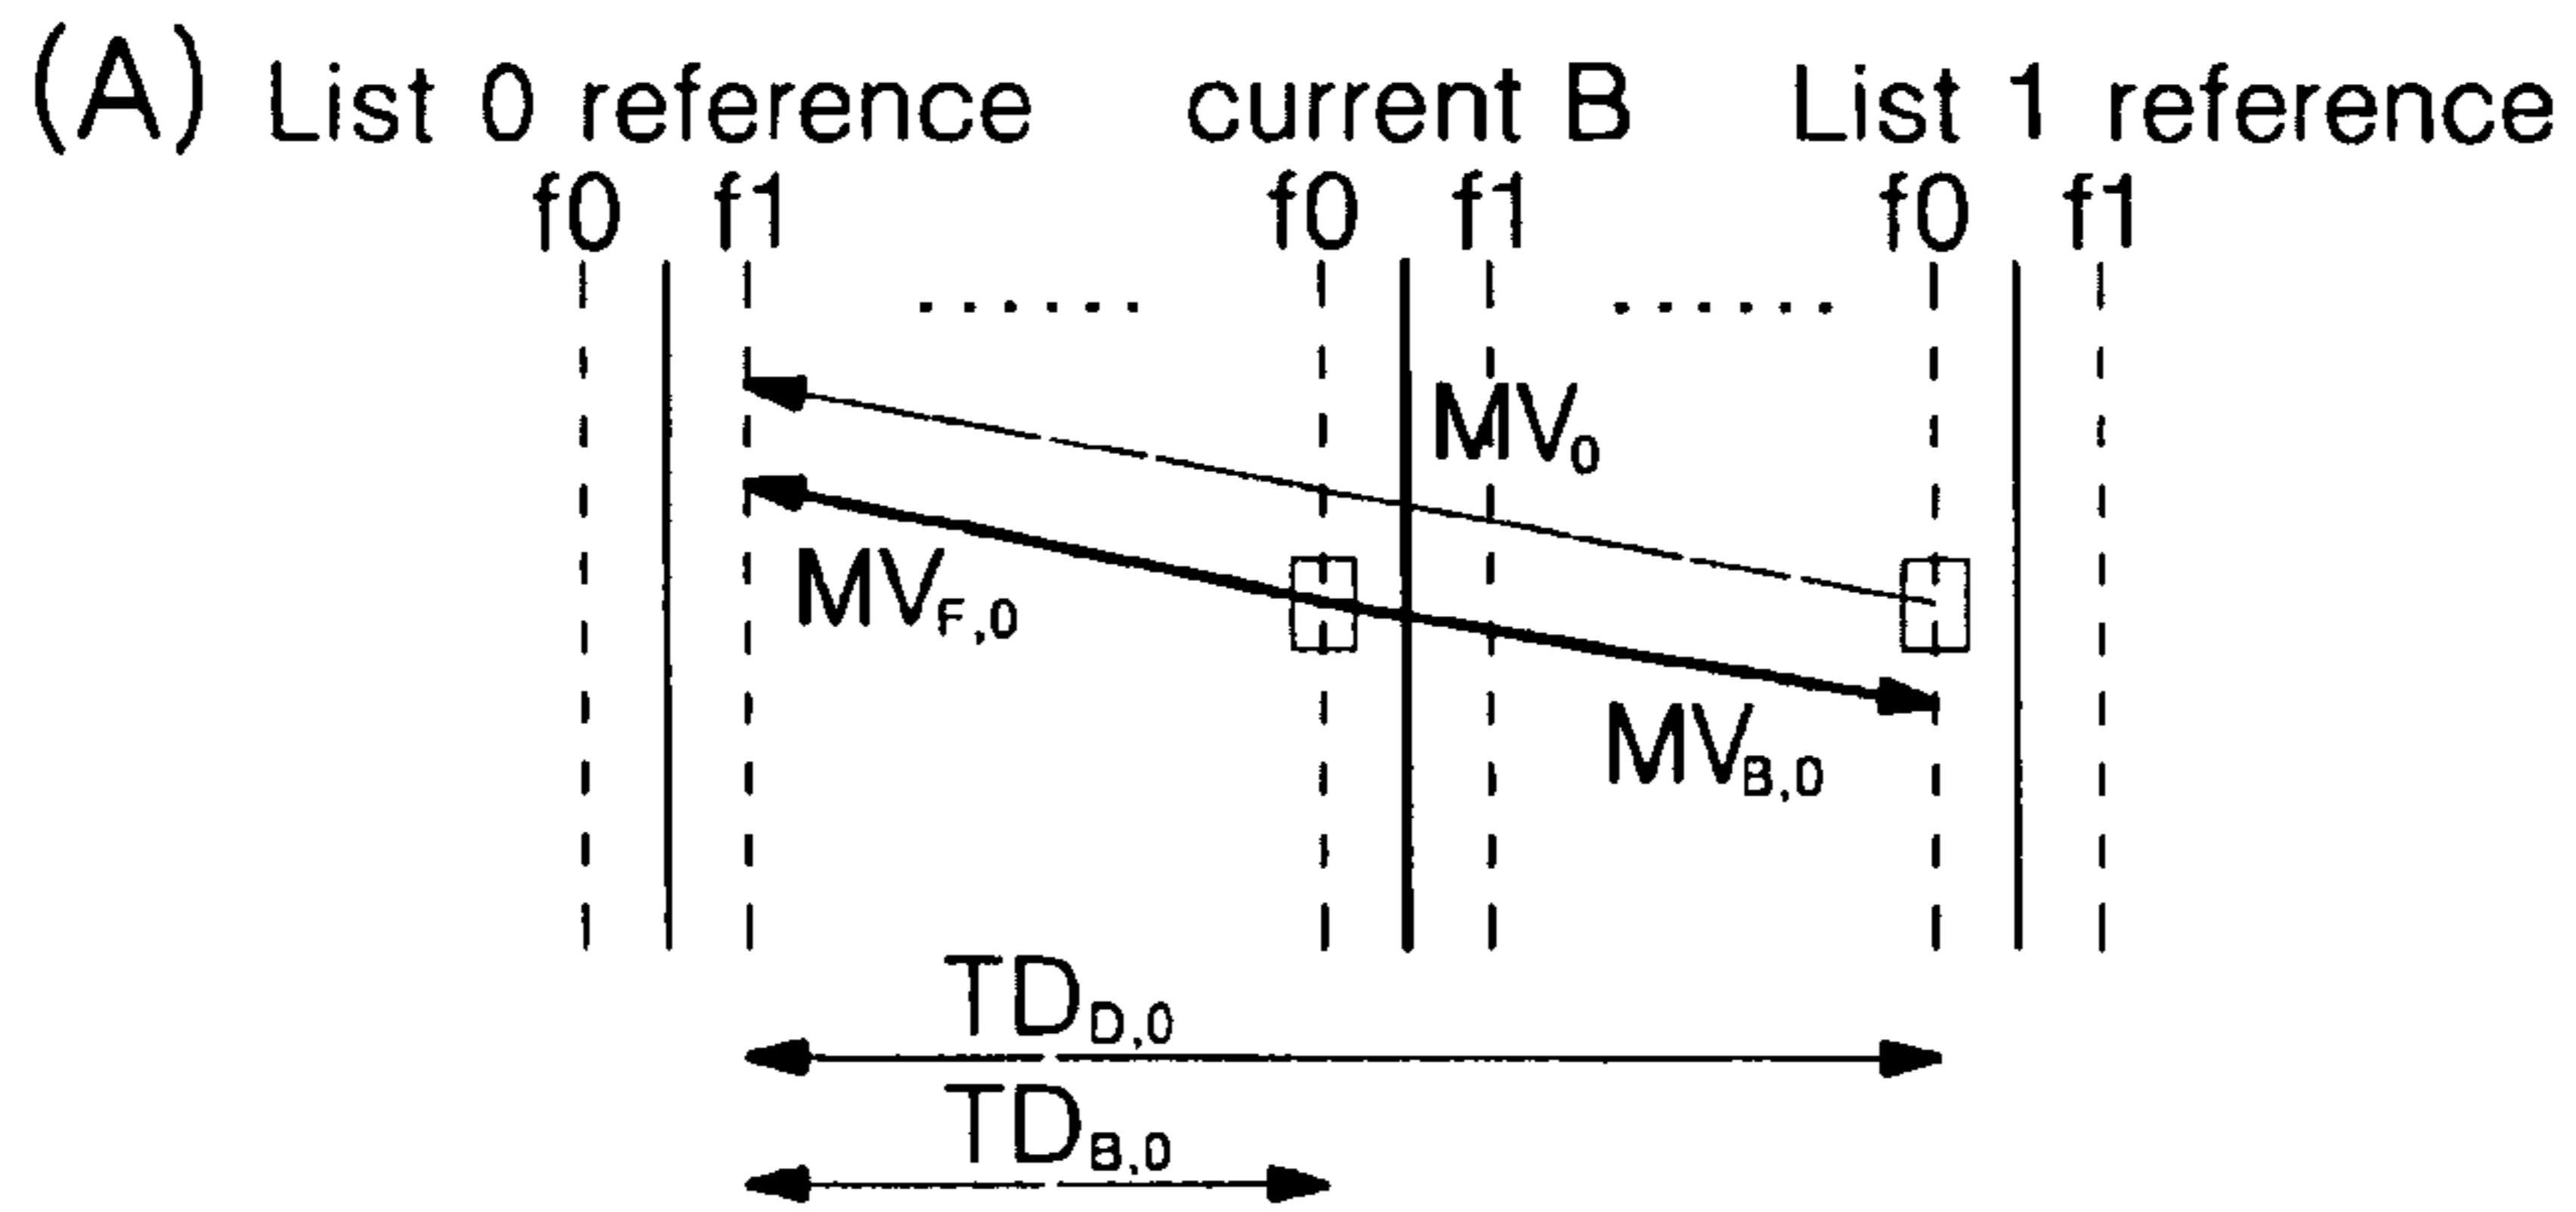 (A) List 0 reference current B List 1 reference
f0 f1 f0 f1 f0 f1
......  ......
MV0
MVF,0
MVB,0
TDD,0
TDB,0